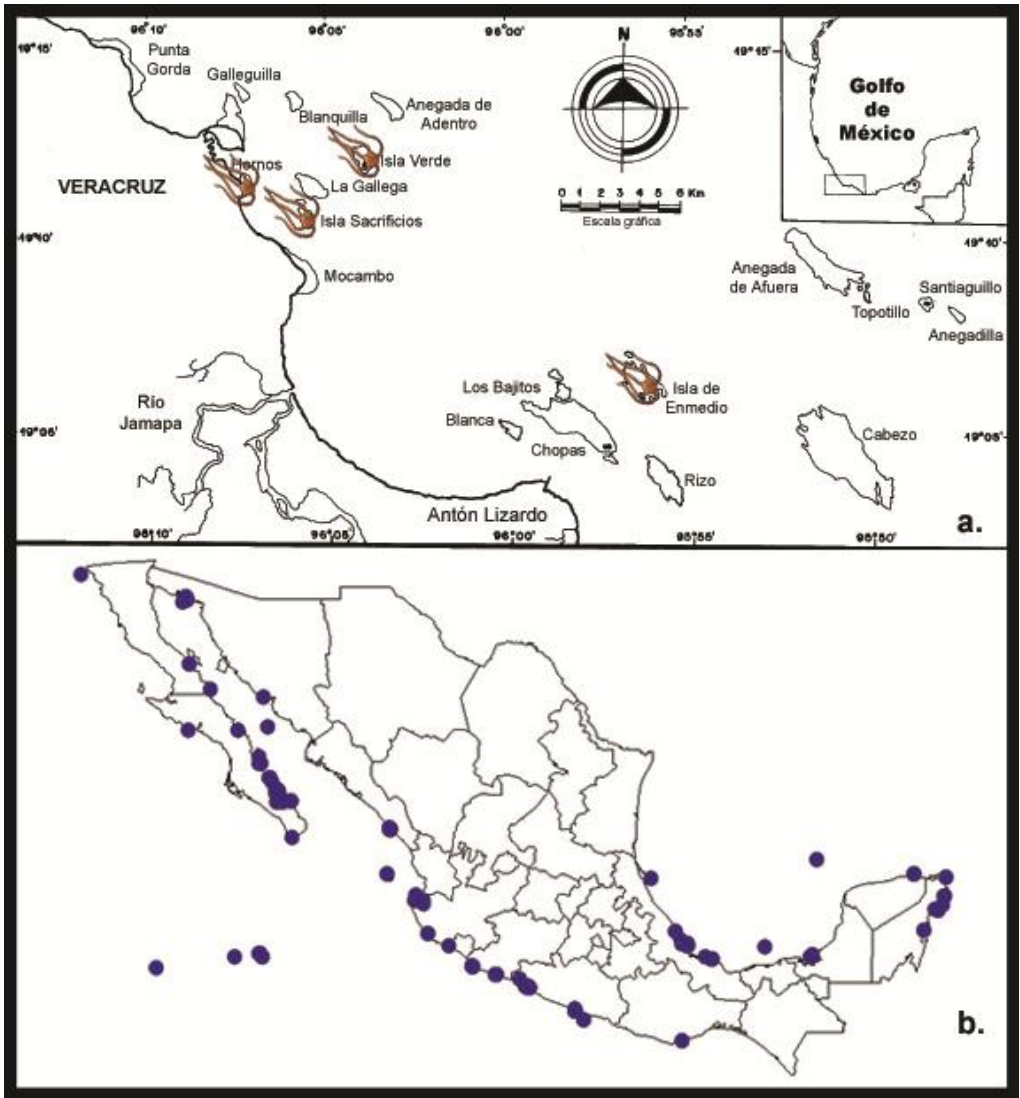 96°10'
96°05'
96°00'
95°55'
19°15'
Punta
Gorda
Galleguilla
Blanquilla
Anegada de
Adentro
N
19°15'
Golfo
de
México
Hornos
Isla Verde
VERACRUZ
La Gallega
Isla Sacrificios
0 1 2 3 4 5 6 Km
Escala gráfica
19°10'
19°10'
Mocambo
Anegada
de Afuera
Topotillo
Santiaguillo
Anegadilla
Los Bajitos
Isla de
Enmedio
Río
Jamapa
Blanca
Chopas
Cabezo
19°05'
19°05'
Rizo
Antón Lizardo
a.
96°10'
96°05'
96°00'
95°55'
95°50'
b.